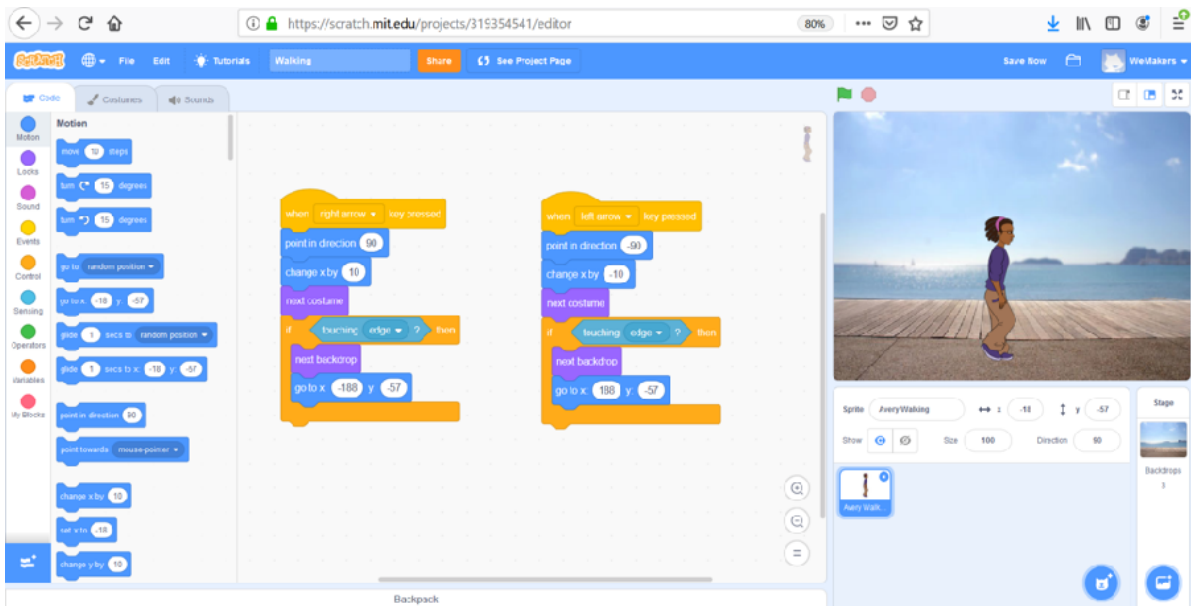 https://scratch.mit.edu/projects/319354541/editor
80%
SCRATCH
File
Edit
Tutorials
Walking
Share
See Project Page
Save Now
WeMakers
Code
Costumes
Sounds
Motion
Looks
Sound
Events
Control
Sensing
Operators
Variables
My Blocks
Motion
move 10 steps
turn 15 degrees
turn 15 degrees
go to random position
go to x: -18 y: -57
glide 1 secs to random position
glide 1 secs to x: -18 y: -57
point in direction 90
point towards mouse-pointer
change x by 10
set x to -18
change y by 10
when right arrow key pressed
point in direction 90
change x by 10
next costume
if touching edge ? then
next backdrop
go to x: -188 y: -57
when left arrow key pressed
point in direction -90
change x by -10
next costume
if touching edge ? then
next backdrop
go to x: 188 y: -57
Sprite AveryWalking x -18 y -57
Show Size 100 Direction 90
Avery Walk...
Stage
Backdrops
3
Backpack